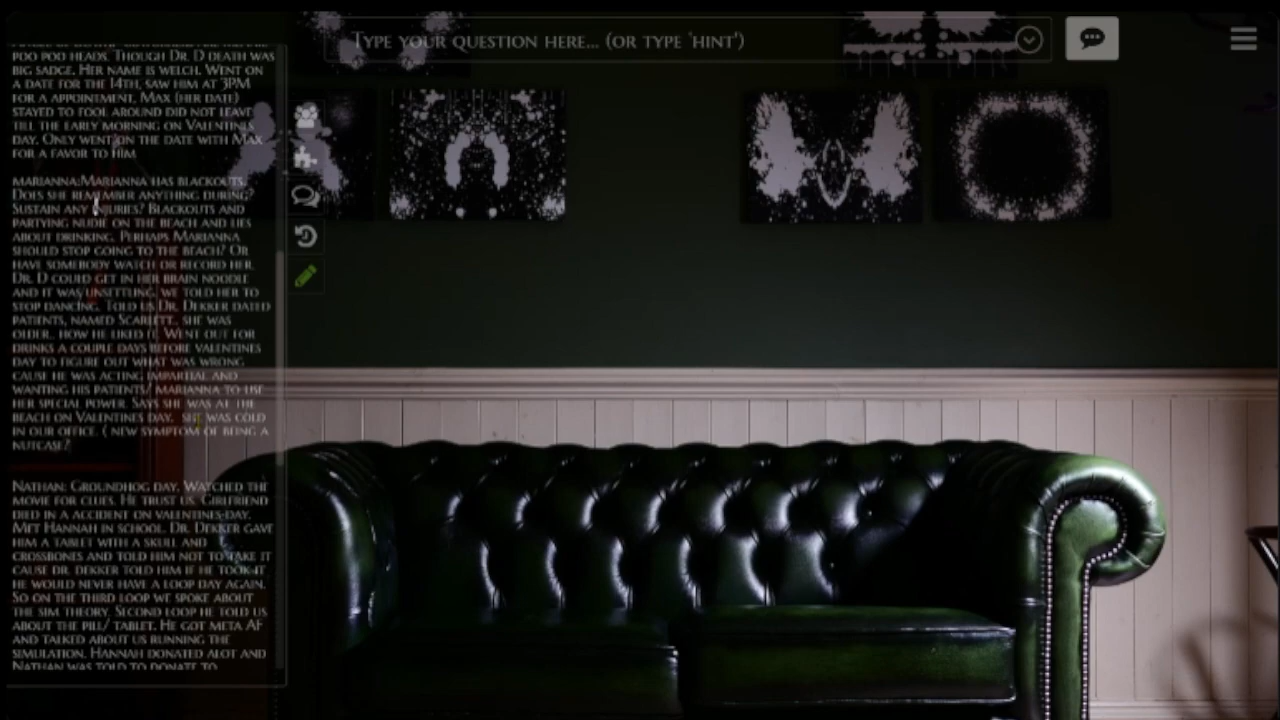 Type your question here... (or type 'hint')
poo poo heads. Though Dr. D death was
big sadge. Her name is Welch. Went on
a date for the 14th, saw him at 3PM
for a appointement, Max (her date)
stayed to fool around did not leave
till the early morning on Valentines
day. Only went on the date with Max
for a favor to him
marianna:Marianna has blackouts.
Does she remember anything during?
Sustain any injuries? Blackouts and
partying nudie on the beach and lies
about drinking. Perhaps Marianna
should stop going to the beach? Or
have somebody watch or record her.
Dr. D could get in her brain noodle
and it was unsettling. we told her to
stop dancing. Told us Dr. Dekker dated
patients, named Scarlett.. she was
older.. how he liked it. Went out for
drinks a couple days before valentines
day to figure out what was wrong
cause he was acting impartial and
wanting his patients/ marianna to use
her special power. Says she was at the
beach on Valentines day. she was cold
in our office. ( new symptom of being a
nutcase?
Nathan: Groundhog day. Watched the
movie for clues. He trust us. Girlfriend
died in a accident on valentines-day.
Met Hannah in school. Dr. Dekker gave
him a tablet with a skull and
crossbones and told him not to take it
cause dr. dekker told him if he took it
he would never have a loop day again.
So on the third loop we spoke about
the sim theory. Second loop he told us
about the pill/ tablet. He got meta AF
and talked about us running the
simulation. Hannah donated alot and
Nathan was told to donate to